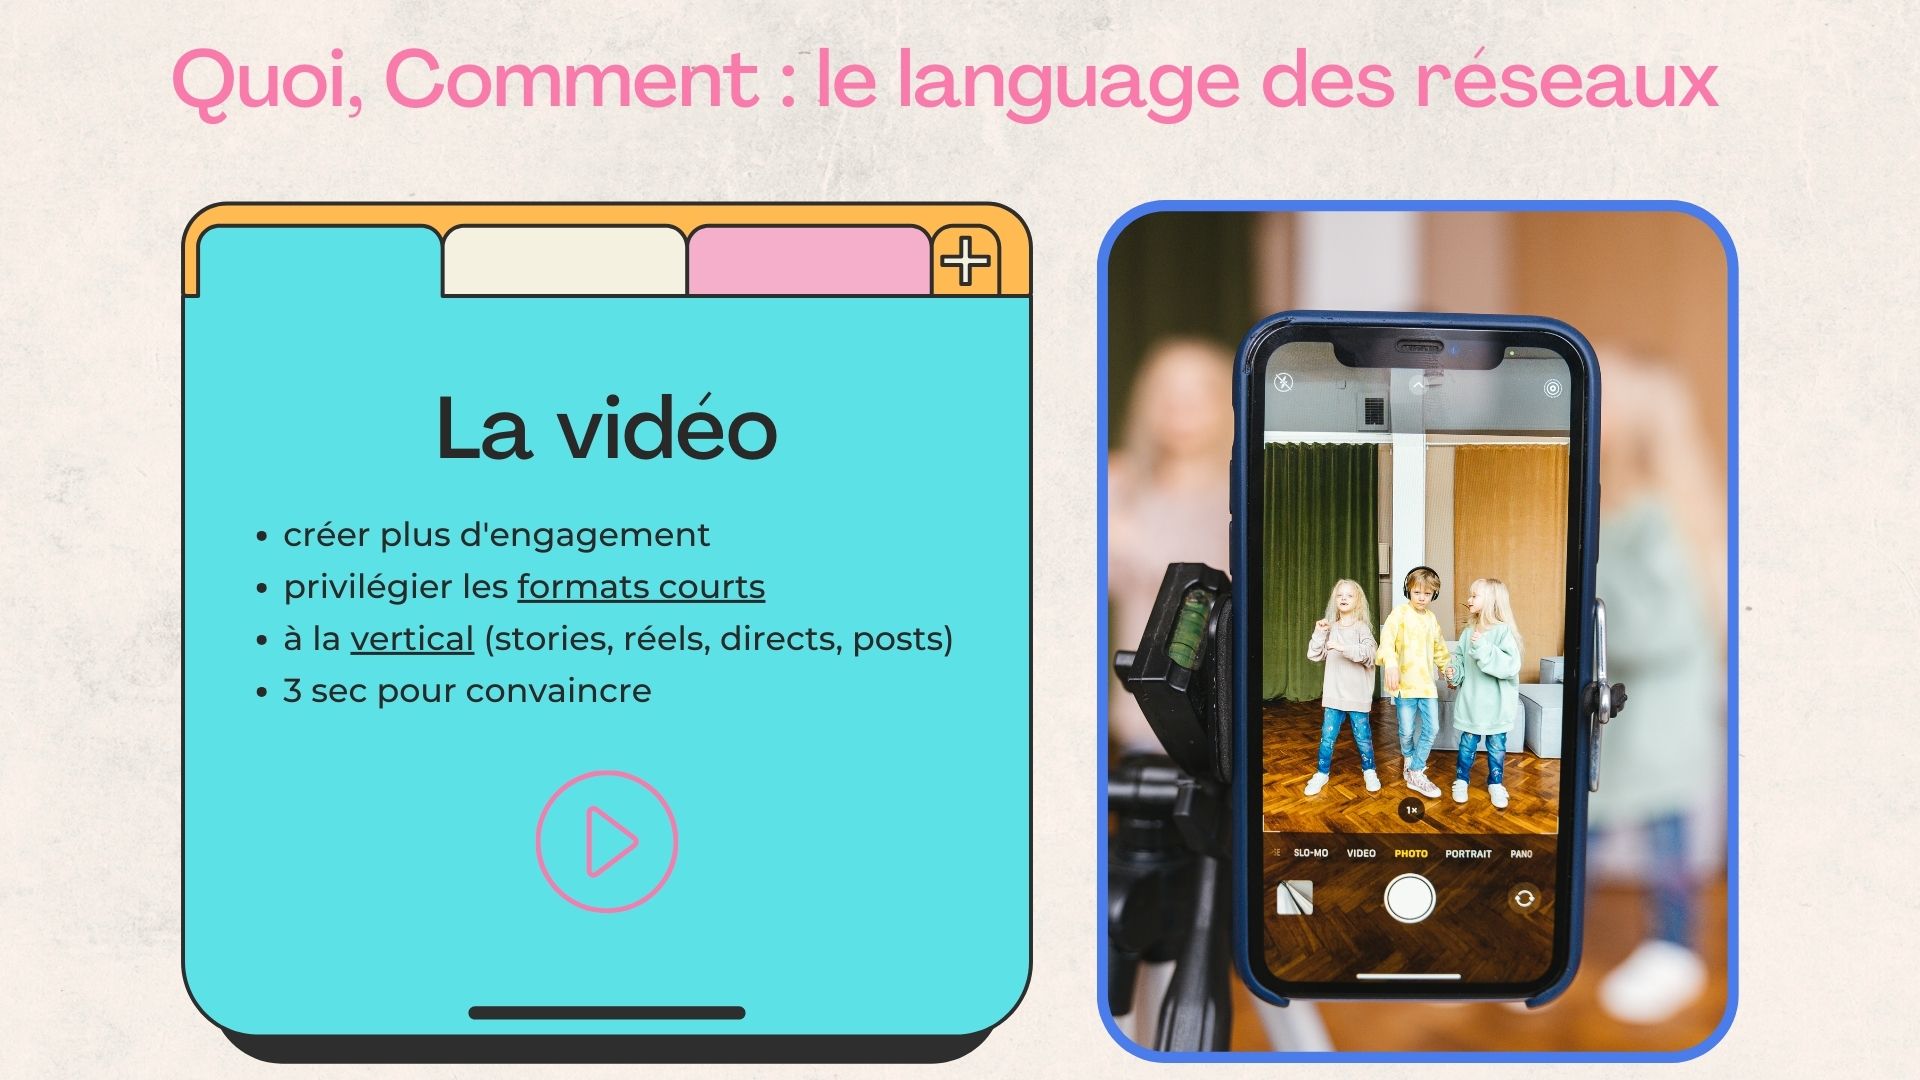 Quoi, Comment : le language des réseaux
La vidéo
• créer plus d'engagement
• privilégier les formats courts
• à la vertical (stories, réels, directs, posts)
• 3 sec pour convaincre
1×
SLO-MO VIDEO PHOTO PORTRAIT PANO